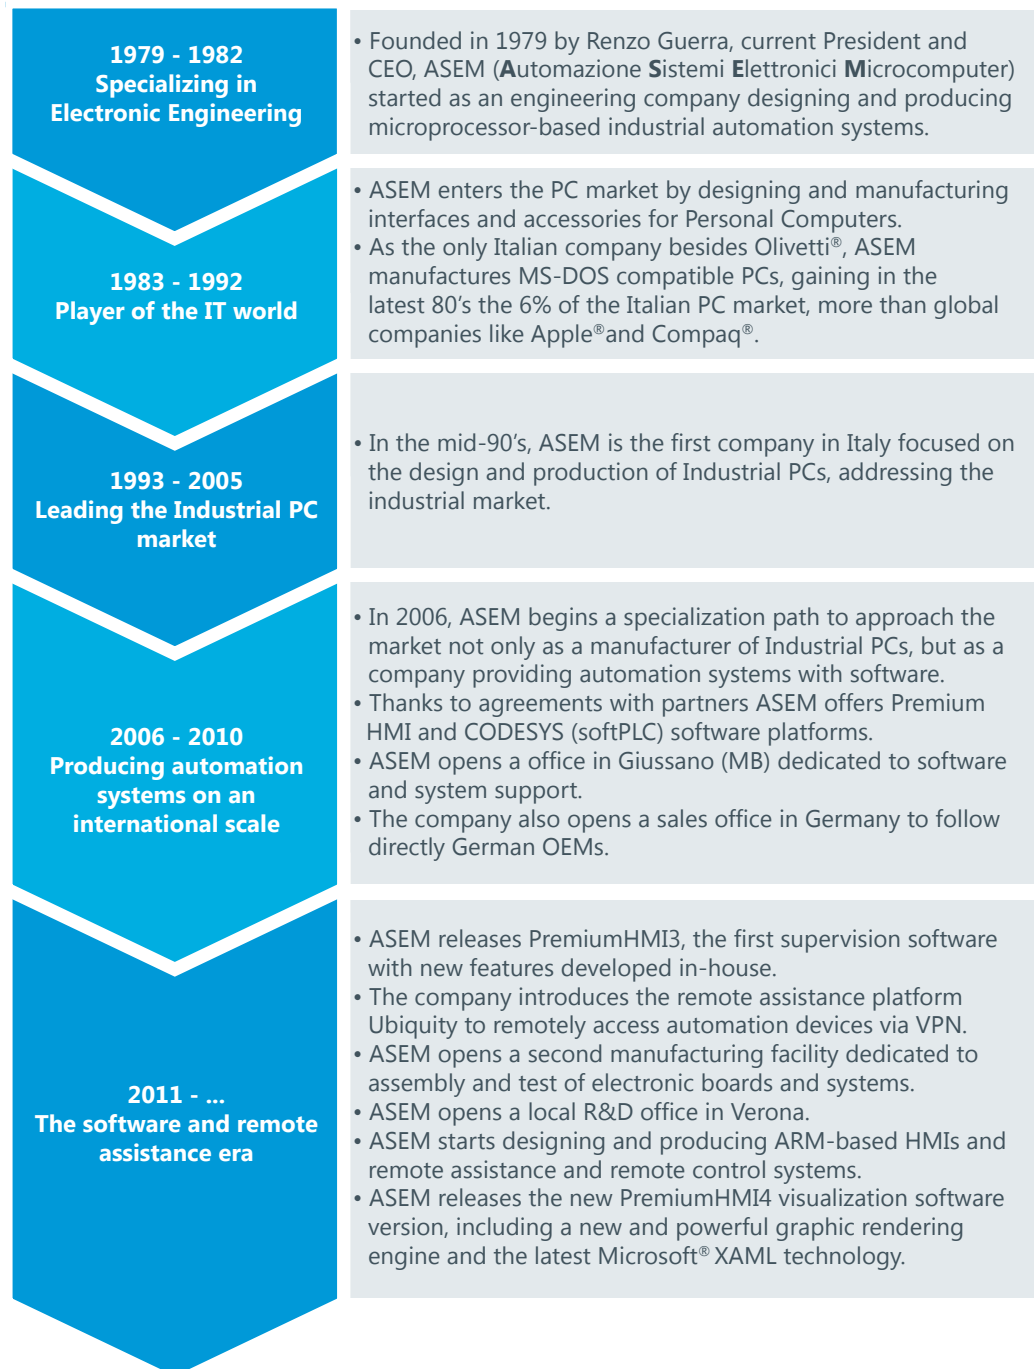 1979 - 1982
Specializing in
Electronic Engineering
• Founded in 1979 by Renzo Guerra, current President and
CEO, ASEM (Automazione Sistemi Elettronici Microcomputer)
started as an engineering company designing and producing
microprocessor-based industrial automation systems.
1983 - 1992
Player of the IT world
• ASEM enters the PC market by designing and manufacturing
interfaces and accessories for Personal Computers.
• As the only Italian company besides Olivetti®, ASEM
manufactures MS-DOS compatible PCs, gaining in the
latest 80's the 6% of the Italian PC market, more than global
companies like Apple®and Compaq®.
1993 - 2005
Leading the Industrial PC
market
• In the mid-90's, ASEM is the first company in Italy focused on
the design and production of Industrial PCs, addressing the
industrial market.
2006 - 2010
Producing automation
systems on an
international scale
• In 2006, ASEM begins a specialization path to approach the
market not only as a manufacturer of Industrial PCs, but as a
company providing automation systems with software.
• Thanks to agreements with partners ASEM offers Premium
HMI and CODESYS (softPLC) software platforms.
• ASEM opens a office in Giussano (MB) dedicated to software
and system support.
• The company also opens a sales office in Germany to follow
directly German OEMs.
2011 - ...
The software and remote
assistance era
• ASEM releases PremiumHMI3, the first supervision software
with new features developed in-house.
• The company introduces the remote assistance platform
Ubiquity to remotely access automation devices via VPN.
• ASEM opens a second manufacturing facility dedicated to
assembly and test of electronic boards and systems.
• ASEM opens a local R&D office in Verona.
• ASEM starts designing and producing ARM-based HMIs and
remote assistance and remote control systems.
• ASEM releases the new PremiumHMI4 visualization software
version, including a new and powerful graphic rendering
engine and the latest Microsoft® XAML technology.